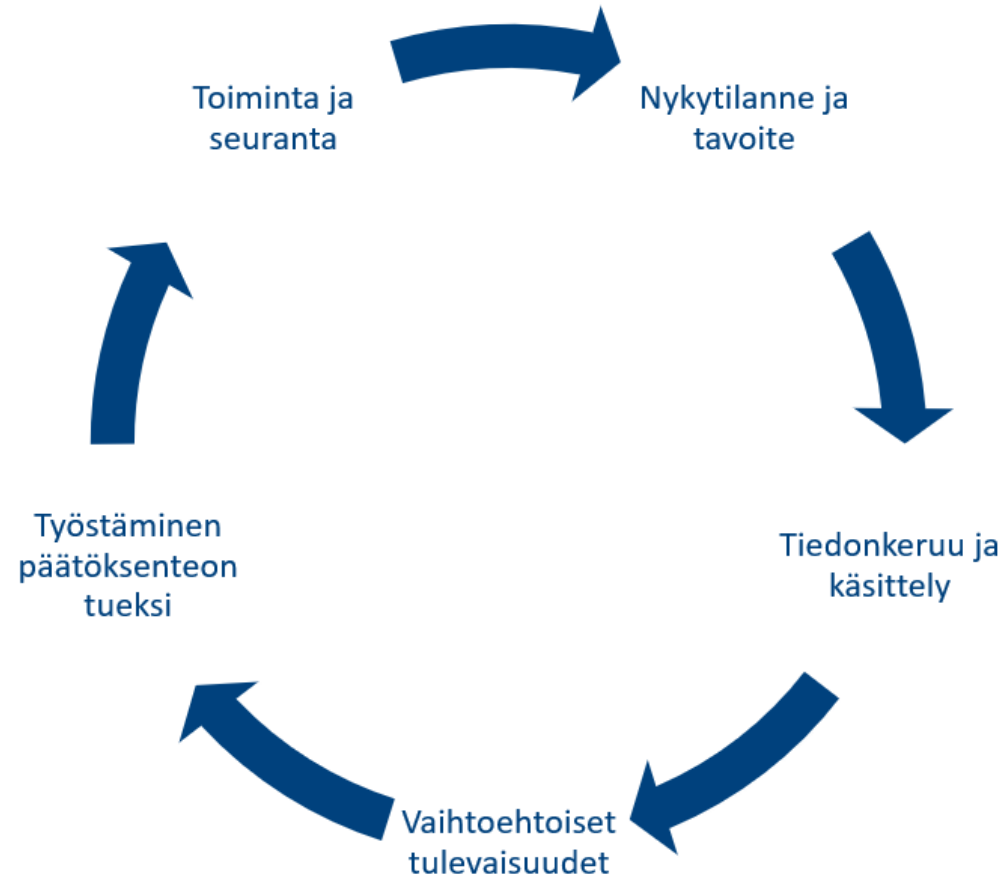 Toiminta ja
seuranta
Nykytilanne ja
tavoite
Tiedonkeruu ja
käsittely
Vaihtoehtoiset
tulevaisuudet
Työstäminen
päätöksenteon
tueksi